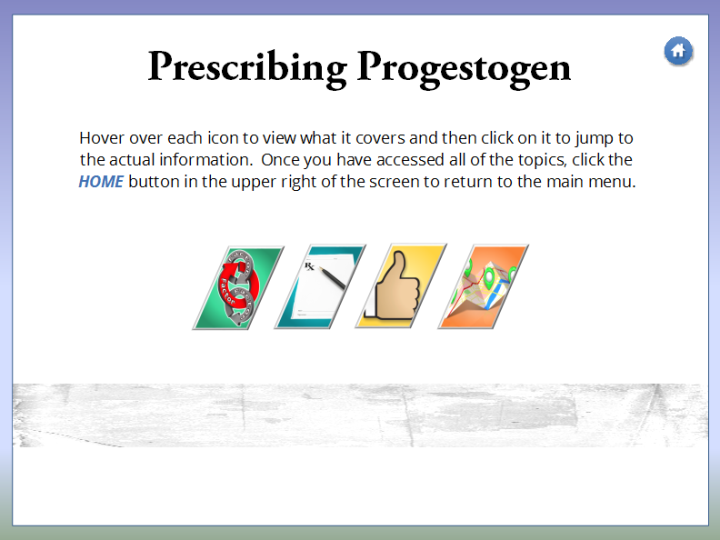 Prescribing Progestogen
Hover over each icon to view what it covers and then click on it to jump to
the actual information.  Once you have accessed all of the topics, click the
HOME button in the upper right of the screen to return to the main menu.
Factor
Rx